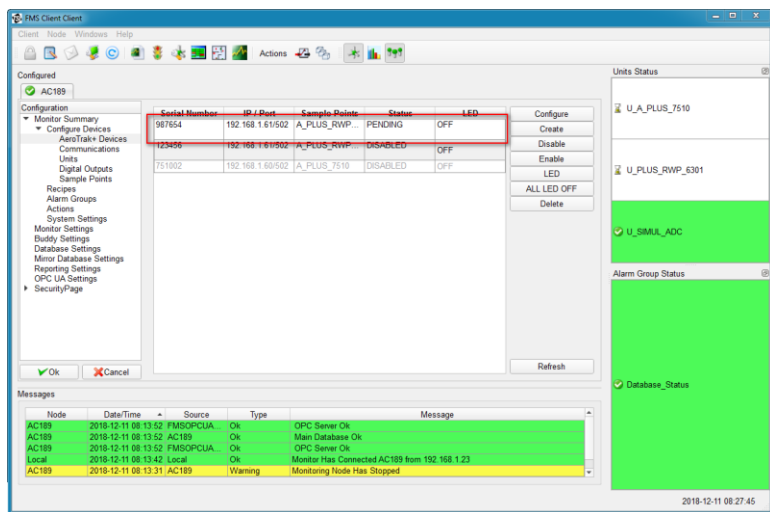 FMS Client Client
Client Node Windows Help
Actions
Configured
AC189
Configuration
Monitor Summary
Configure Devices
AeroTrak+ Devices
Communications
Units
Digital Outputs
Sample Points
Recipes
Alarm Groups
Actions
System Settings
Monitor Settings
Buddy Settings
Database Settings
Mirror Database Settings
Reporting Settings
OPC UA Settings
SecurityPage
Ok Cancel
Serial Number IP / Port Sample Points Status LED
987654 192.168.1.61/502 A_PLUS_RWP... PENDING OFF
123456 192.168.1.61/502 A_PLUS_RWP... DISABLED OFF
751002 192.168.1.60/502 A_PLUS_7510 DISABLED OFF
Configure
Create
Disable
Enable
LED
ALL LED OFF
Delete
Refresh
Units Status
U_A_PLUS_7510
U_PLUS_RWP_6301
U_SIMUL_ADC
Alarm Group Status
Database_Status
Messages
Node Date/Time Source Type Message
AC189 2018-12-11 08:13:52 FMSOPCUA... Ok OPC Server Ok
AC189 2018-12-11 08:13:52 AC189 Ok Main Database Ok
AC189 2018-12-11 08:13:52 FMSOPCUA... Ok OPC Server Ok
Local 2018-12-11 08:13:42 Local Ok Monitor Has Connected AC189 from 192.168.1.23
AC189 2018-12-11 08:13:31 AC189 Warning Monitoring Node Has Stopped
2018-12-11 08:27:45